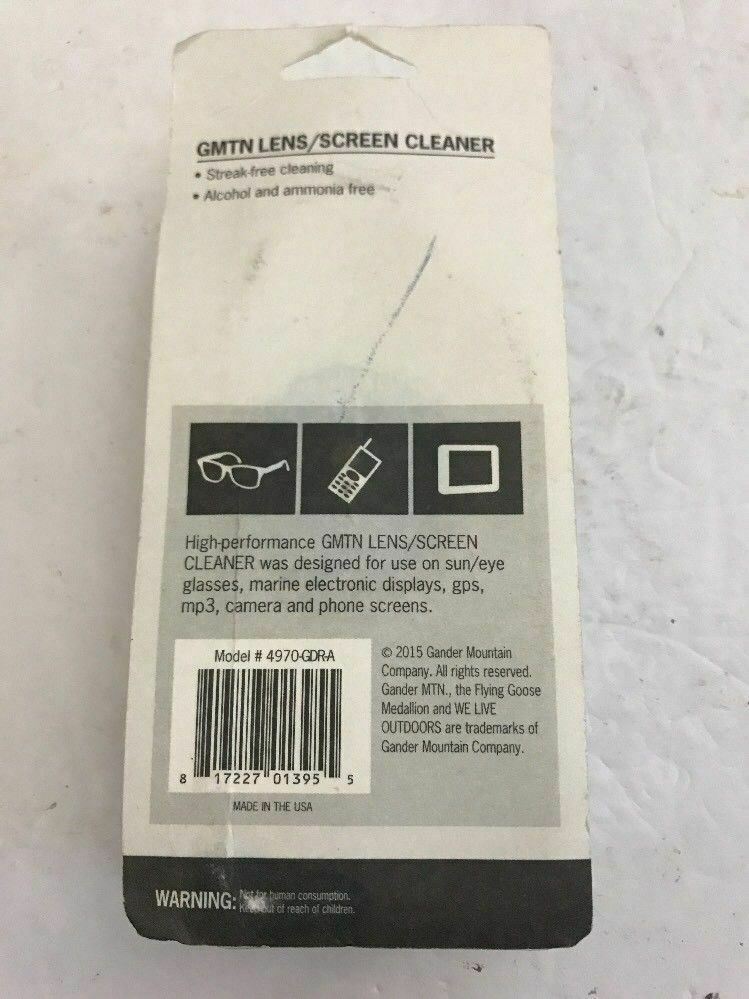 GMTN LENS/SCREEN CLEANER
• Streak-free cleaning
• Alcohol and ammonia free
High-performance GMTN LENS/SCREEN
CLEANER was designed for use on sun/eye
glasses, marine electronic displays, gps,
mp3, camera and phone screens.
Model # 4970-GDR-A
8 17227 01395 5
MADE IN THE USA
© 2015 Gander Mountain
Company. All rights reserved.
Gander MTN., the Flying Goose
Medallion and WE LIVE
OUTDOORS are trademarks of
Gander Mountain Company.
WARNING: Not for human consumption.
Keep out of reach of children.